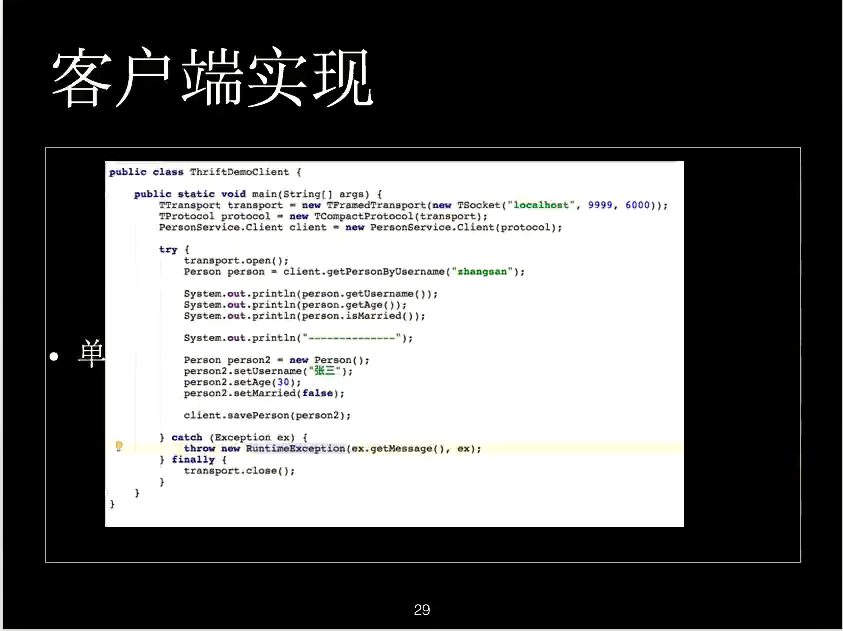 客户端实现
public class ThriftDemoClient {
public static void main(String[] args) {
TTransport transport = new TFramedTransport(new TSocket("localhost", 9999, 6000));
TProtocol protocol = new TCompactProtocol(transport);
PersonService.Client client = new PersonService.Client(protocol);
try {
transport.open();
Person person = client.getPersonByUsername("zhangsan");
System.out.println(person.getUsername());
System.out.println(person.getAge());
System.out.println(person.isMarried());
System.out.println("--------------");
• 单
Person person2 = new Person();
person2.setUsername("张三");
person2.setAge(30);
person2.setMarried(false);
client.savePerson(person2);
} catch (Exception ex) {
throw new RuntimeException(ex.getMessage(), ex);
} finally {
transport.close();
}
}
}
29